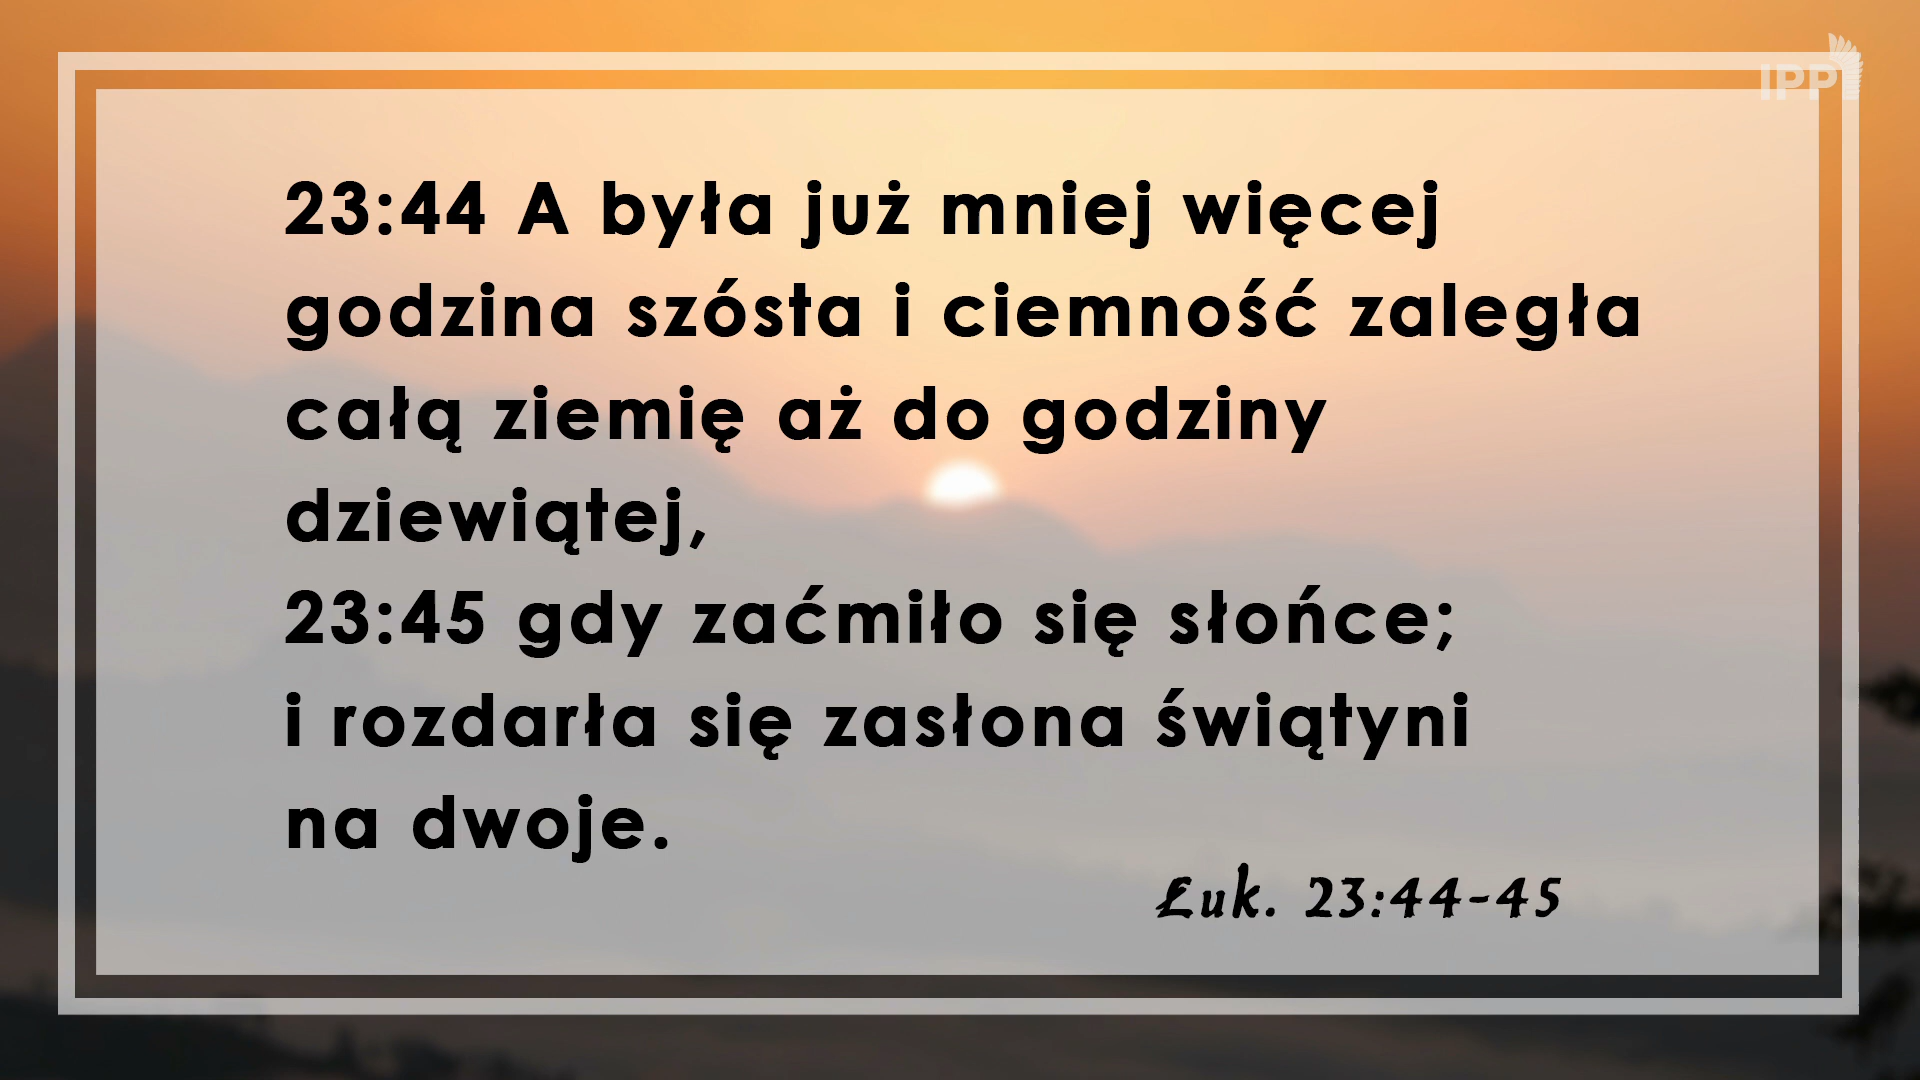 IPPI
23:44 A była już mniej więcej
godzina szósta i ciemność zaległa
całą ziemię aż do godziny
dziewiątej,
23:45 gdy zaćmiło się słońce;
i rozdarła się zasłona świątyni
na dwoje.
Łuk. 23:44-45